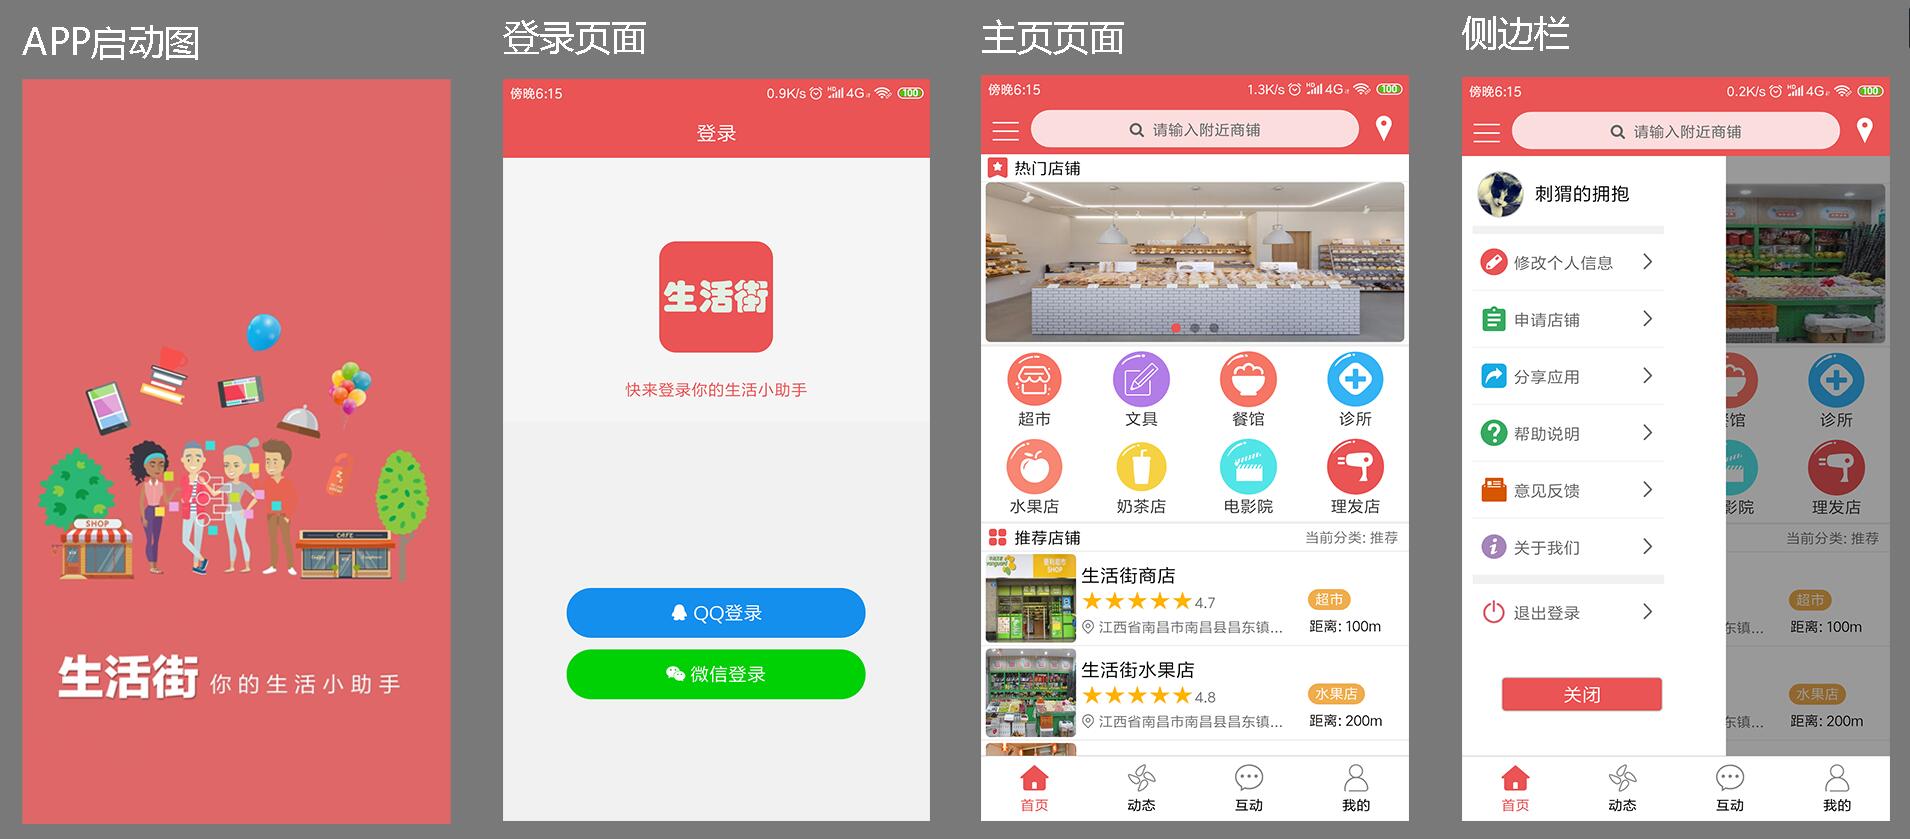 APP启动图
SHOP
CAFE
生活街 你的生活小助手
登录页面
傍晚6:15 0.9K/s HD 4G 100
登录
生活街
快来登录你的生活小助手
QQ登录
微信登录
主页页面
傍晚6:15 1.3K/s HD 4G 100
请输入附近商铺
热门店铺
超市 文具 餐馆 诊所
水果店 奶茶店 电影院 理发店
推荐店铺 当前分类: 推荐
生活街商店
4.7 超市
江西省南昌市南昌县昌东镇... 距离: 100m
生活街水果店
4.8 水果店
江西省南昌市南昌县昌东镇... 距离: 200m
首页 动态 互动 我的
侧边栏
傍晚6:15 0.2K/s HD 4G 100
请输入附近商铺
刺猬的拥抱
修改个人信息
申请店铺
分享应用
帮助说明
意见反馈
关于我们
退出登录
关闭
馆 诊所
影院 理发店
当前分类: 推荐
超市
东镇... 距离: 100m
水果店
东镇... 距离: 200m
首页 动态 互动 我的